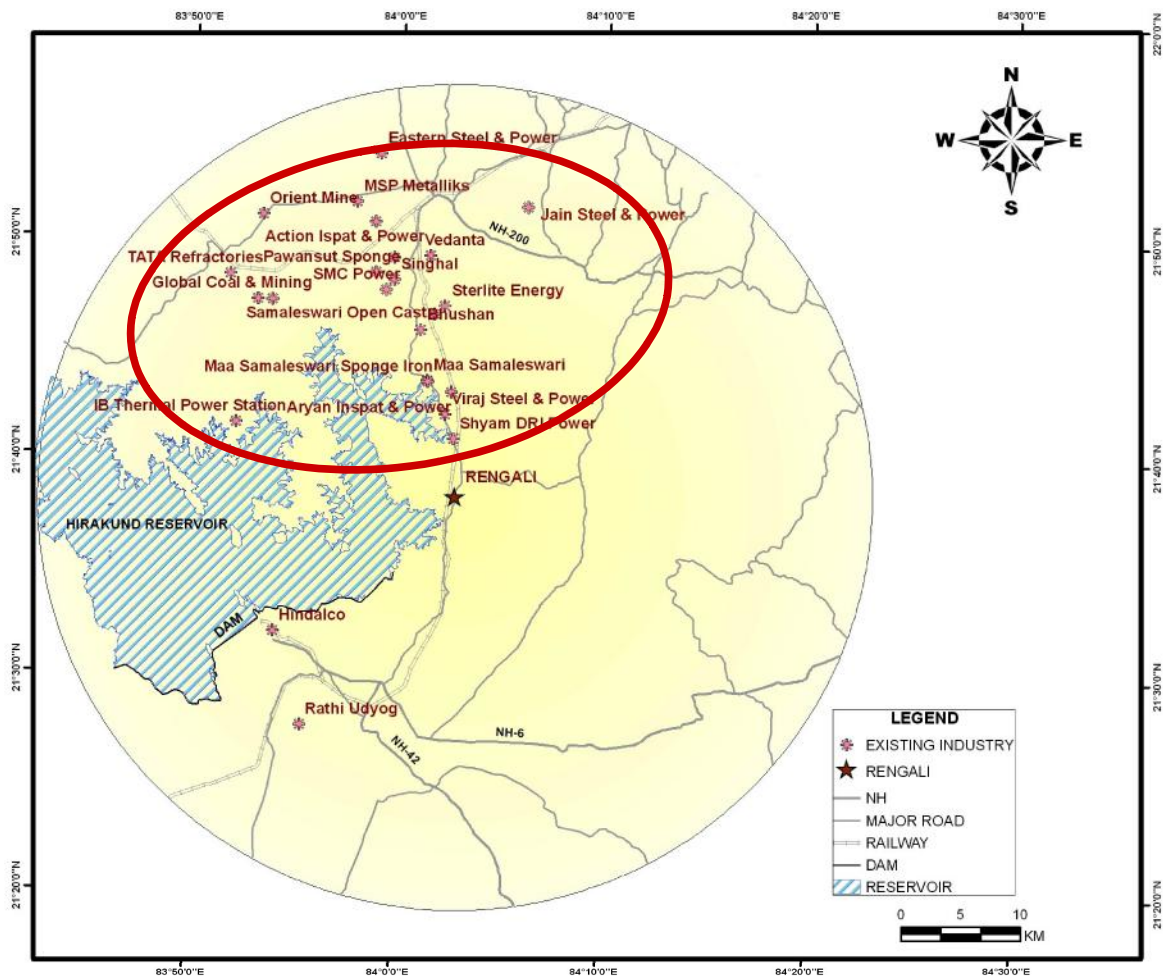 83°50'0"E
84°0'0"E
84°10'0"E
84°20'0"E
84°30'0"E
22°0'0"N
N
W
E
S
Eastern Steel & Power
MSP Metalliks
Orient Mine
Jain Steel & Power
21°50'0"N
NH-200
Action Ispat & Power
Vedanta
21°50'0"N
TATA Refractories
Pawansut Sponge
Singhal
Global Coal & Mining
SMC Power
Sterlite Energy
Samaleswari Open Cast
Bhushan
Maa Samaleswari Sponge Iron
Maa Samaleswari
IB Thermal Power Station
Aryan Inspat & Power
Viraj Steel & Power
Shyam DRI Power
21°40'0"N
21°40'0"N
RENGALI
HIRAKUND RESERVOIR
DAM
Hindalco
21°30'0"N
21°30'0"N
Rathi Udyog
NH-6
NH-42
LEGEND
EXISTING INDUSTRY
RENGALI
NH
MAJOR ROAD
RAILWAY
DAM
RESERVOIR
21°20'0"N
21°20'0"N
0 5 10
KM
83°50'0"E
84°0'0"E
84°10'0"E
84°20'0"E
84°30'0"E